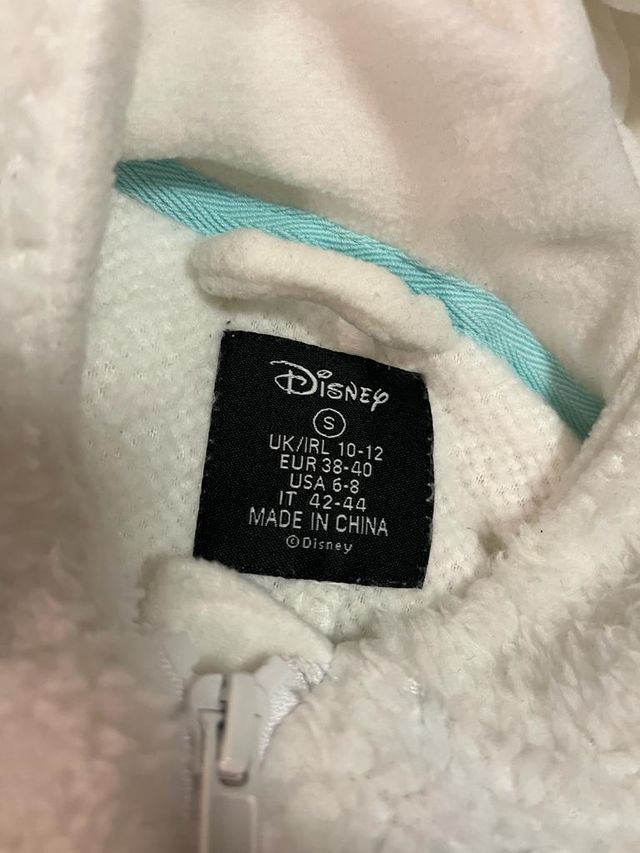 Disney
S
UK/IRL 10-12
EUR 38-40
USA 6-8
IT 42-44
MADE IN CHINA
©Disney